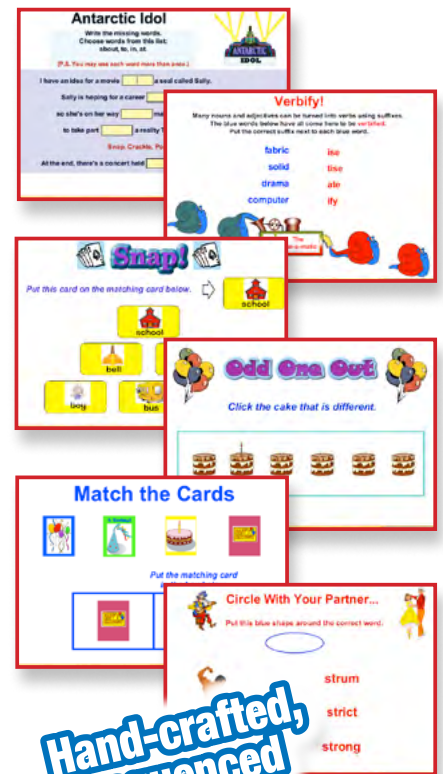 Antarctic Idol
Write the missing words.
Choose words from this list:
about, to, in, at.
(P.S. You may use each word more than once.)
ANTARCTIC
IDOL
I have an idea for a movie a seal called Sally.
Sally is hoping for a career
so she's on her way
to take part a reality
Snap, Crackle,
At the end, there's a concert held
Verbify!
Many nouns and adjectives can be turned into verbs using suffixes.
The blue words below have all come here to be verbified.
Put the correct suffix next to each blue word.
fabric ise
solid tise
drama ate
computer ify
The
Snap!
Put this card on the matching card below.
school
school
bell
boy
bus
Odd One Out
Click the cake that is different.
Match the Cards
Put the matching card
Circle With Your Partner...
Put this blue shape around the correct word.
strum
strict
strong
Hand-crafted,